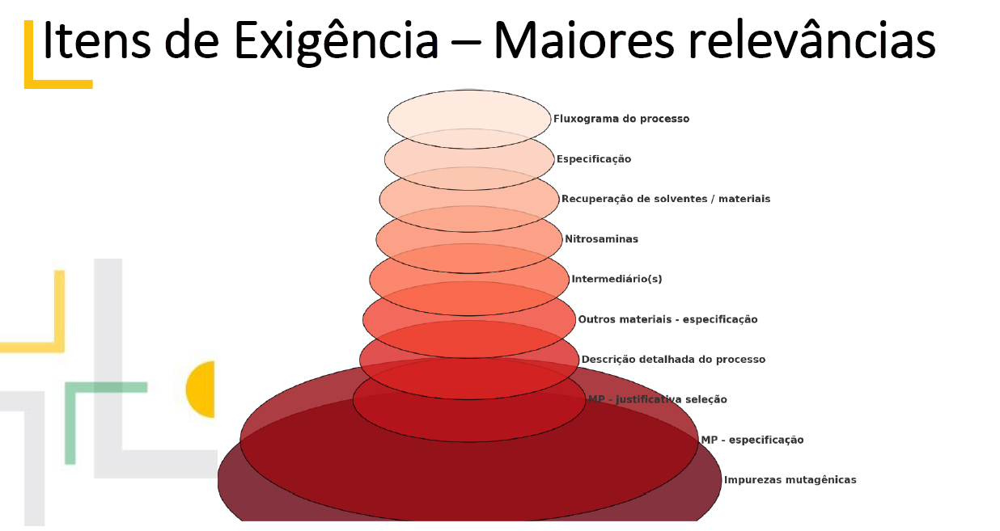 Itens de Exigência – Maiores relevâncias
Fluxograma do processo
Especificação
Recuperação de solventes / materiais
Nitrosaminas
Intermediário(s)
Outros materiais - especificação
Descrição detalhada do processo
MP - justificativa seleção
MP - especificação
Impurezas mutagênicas